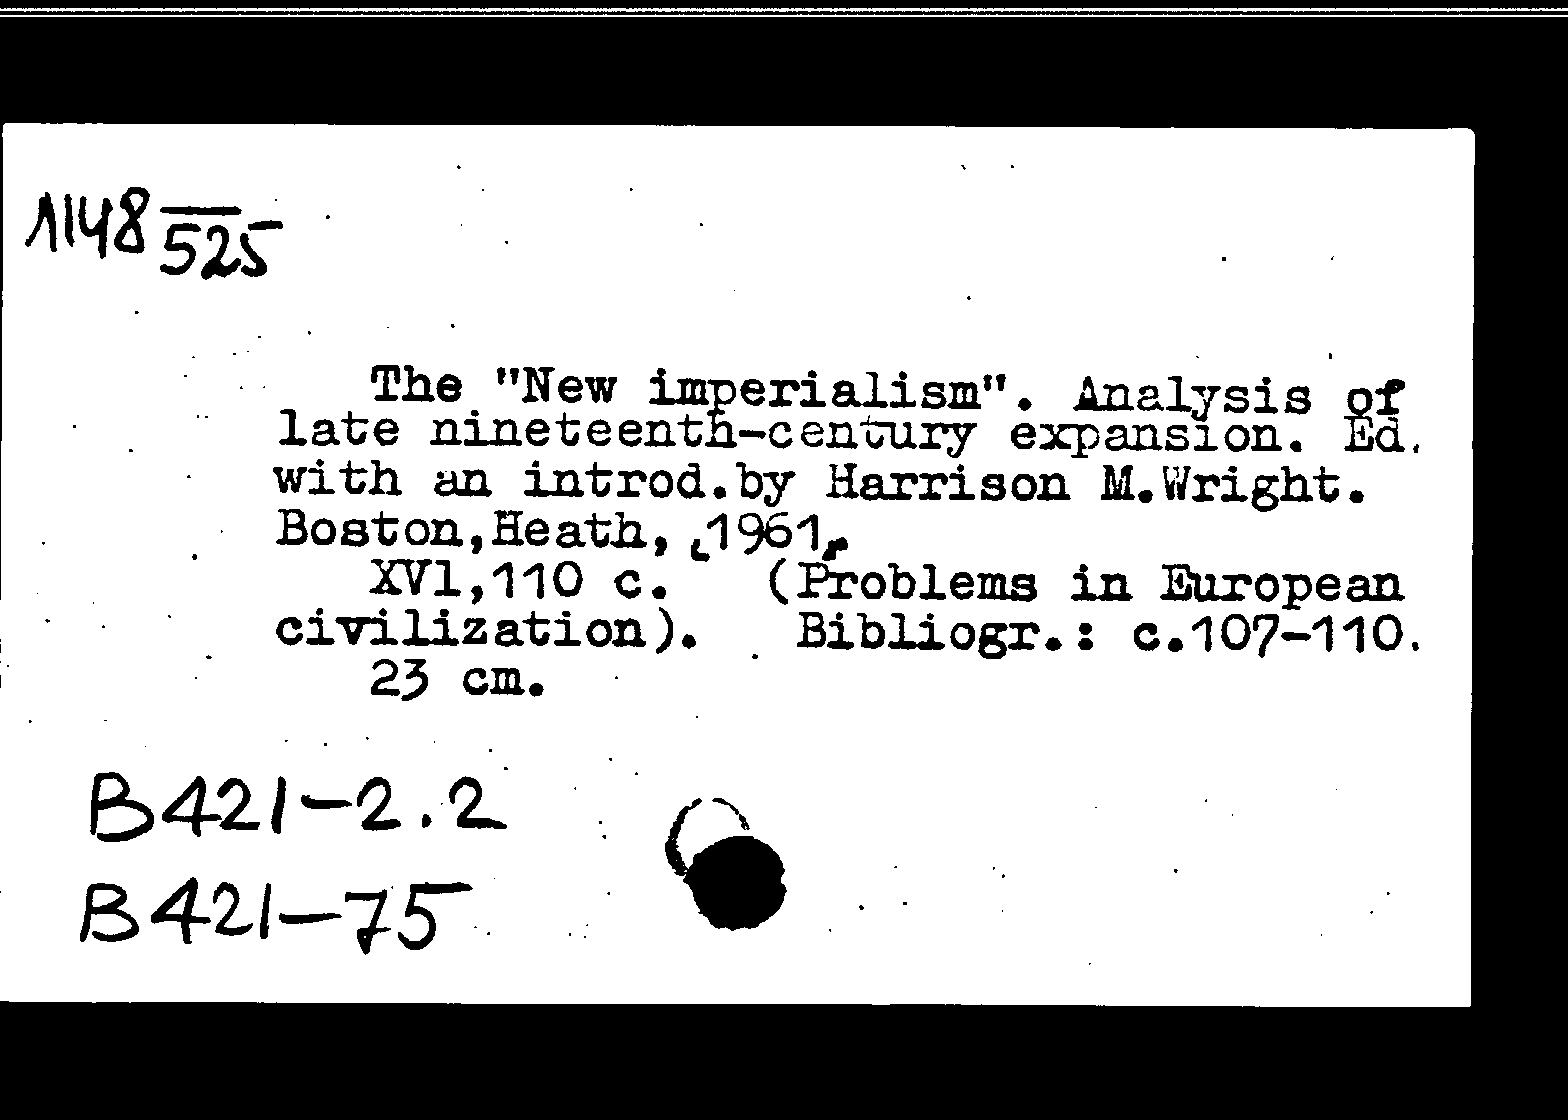 1148 525
The "New imperialism". Analysis of
late nineteenth-century expansion. Ed.
with an introd.by Harrison M.Wright.
Boston,Heath, [1961]
XVl,110 c. (Problems in European
civilization). Bibliogr.: c.107-110.
23 cm.
B421-2.2
B421-75